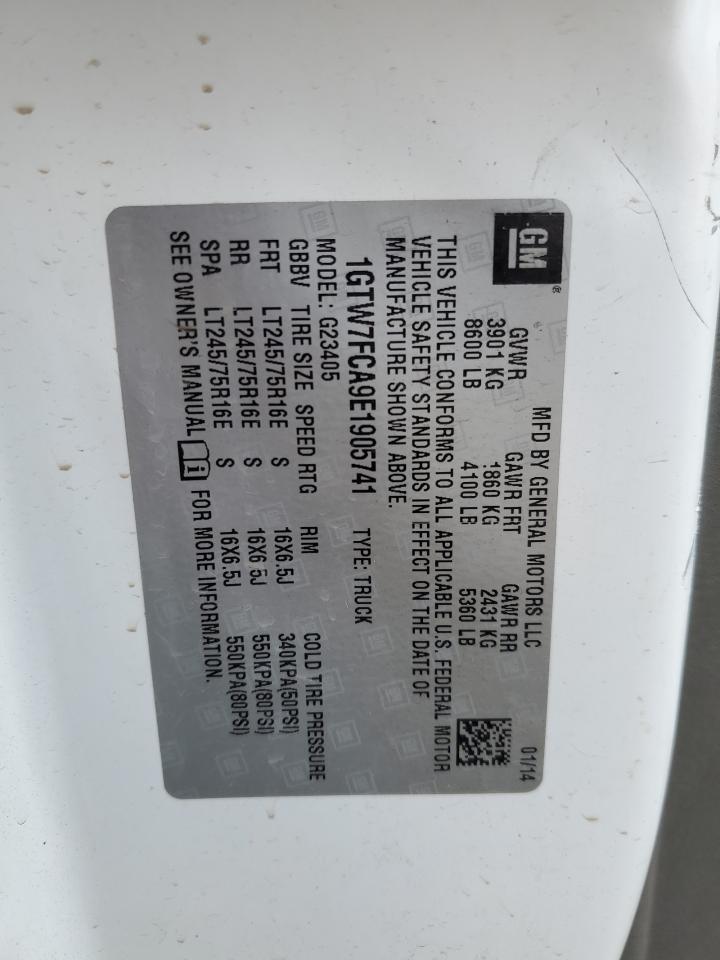 GM®
MFD BY GENERAL MOTORS LLC 01/14
GVWR GAWR FRT GAWR RR
3901 KG 1860 KG 2431 KG
8600 LB 4100 LB 5360 LB
THIS VEHICLE CONFORMS TO ALL APPLICABLE U.S. FEDERAL MOTOR
VEHICLE SAFETY STANDARDS IN EFFECT ON THE DATE OF
MANUFACTURE SHOWN ABOVE.
1GTW7FCA9E1905741 TYPE: TRUCK
MODEL: G23405
GBBV TIRE SIZE SPEED RTG RIM COLD TIRE PRESSURE
FRT LT245/75R16E S 16X6.5J 340KPA(50PSI)
RR LT245/75R16E S 16X6.5J 550KPA(80PSI)
SPA LT245/75R16E S 16X6.5J 550KPA(80PSI)
SEE OWNER'S MANUAL FOR MORE INFORMATION.